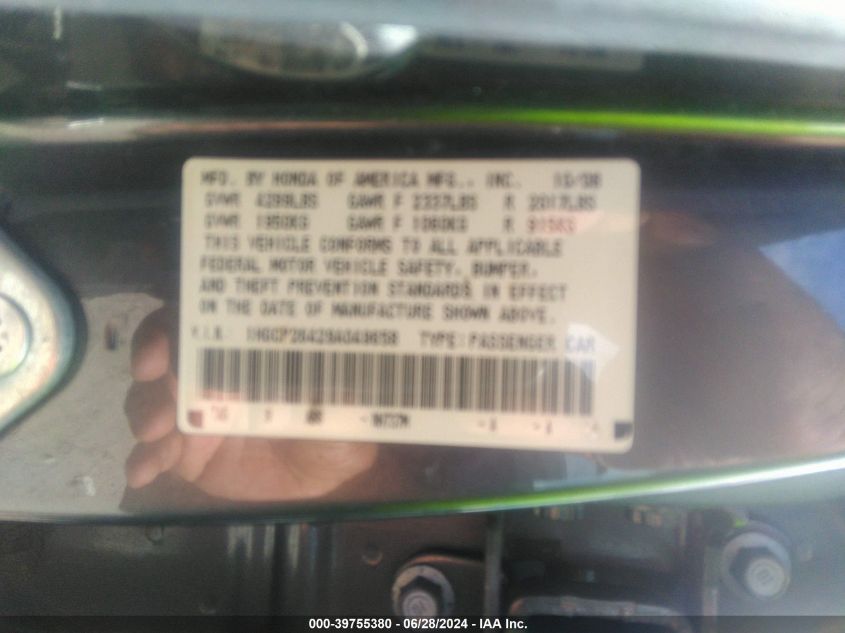 MFD. BY HONDA OF AMERICA MFG., INC. 10/08
GVWR 4299LBS GAWR F 2337LBS R 2017LBS
GVWR 1950KG GAWR F 1060KG R 915KG
THIS VEHICLE CONFORMS TO ALL APPLICABLE
FEDERAL MOTOR VEHICLE SAFETY, BUMPER,
AND THEFT PREVENTION STANDARDS IN EFFECT
ON THE DATE OF MANUFACTURE SHOWN ABOVE.
V.I.N. TYPE: PASSENGER CAR
000-39755380 - 06/28/2024 - IAA Inc.